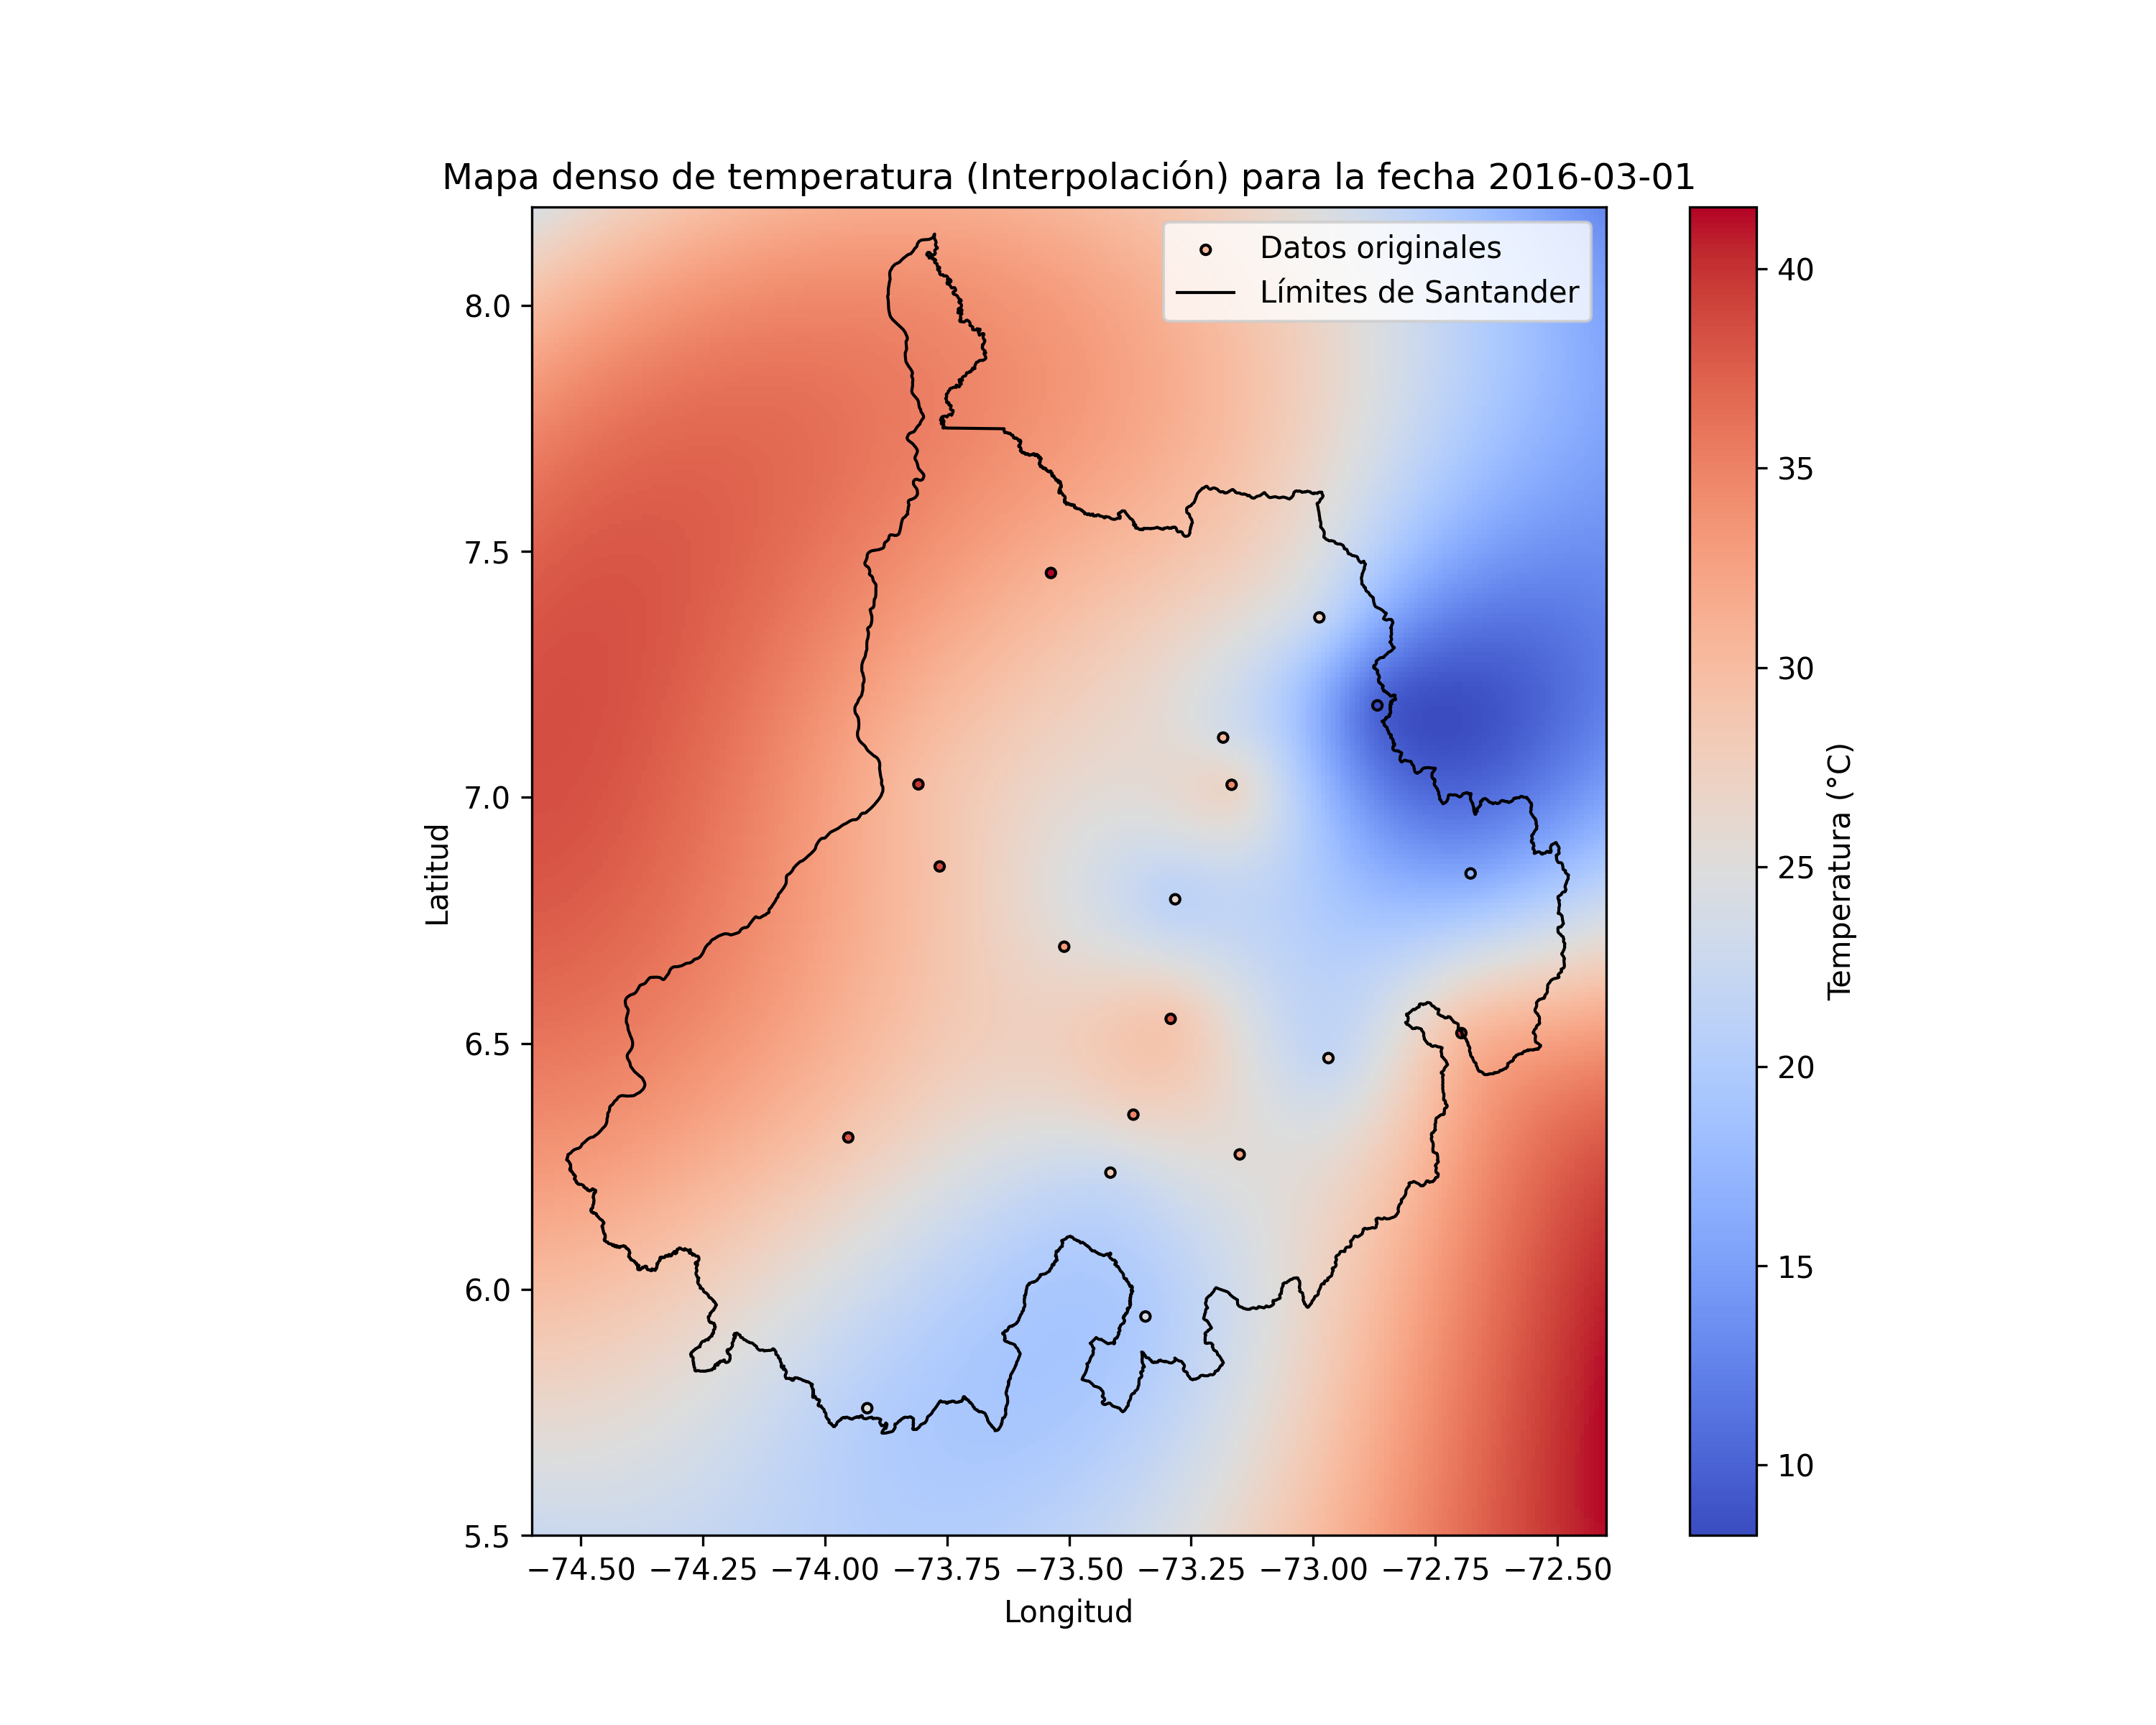 Mapa denso de temperatura (Interpolación) para la fecha 2016-03-01
Datos originales
Límites de Santander
8.0
7.5
7.0
6.5
6.0
5.5
Latitud
−74.50 −74.25 −74.00 −73.75 −73.50 −73.25 −73.00 −72.75 −72.50
Longitud
40
35
30
25
20
15
10
Temperatura (°C)